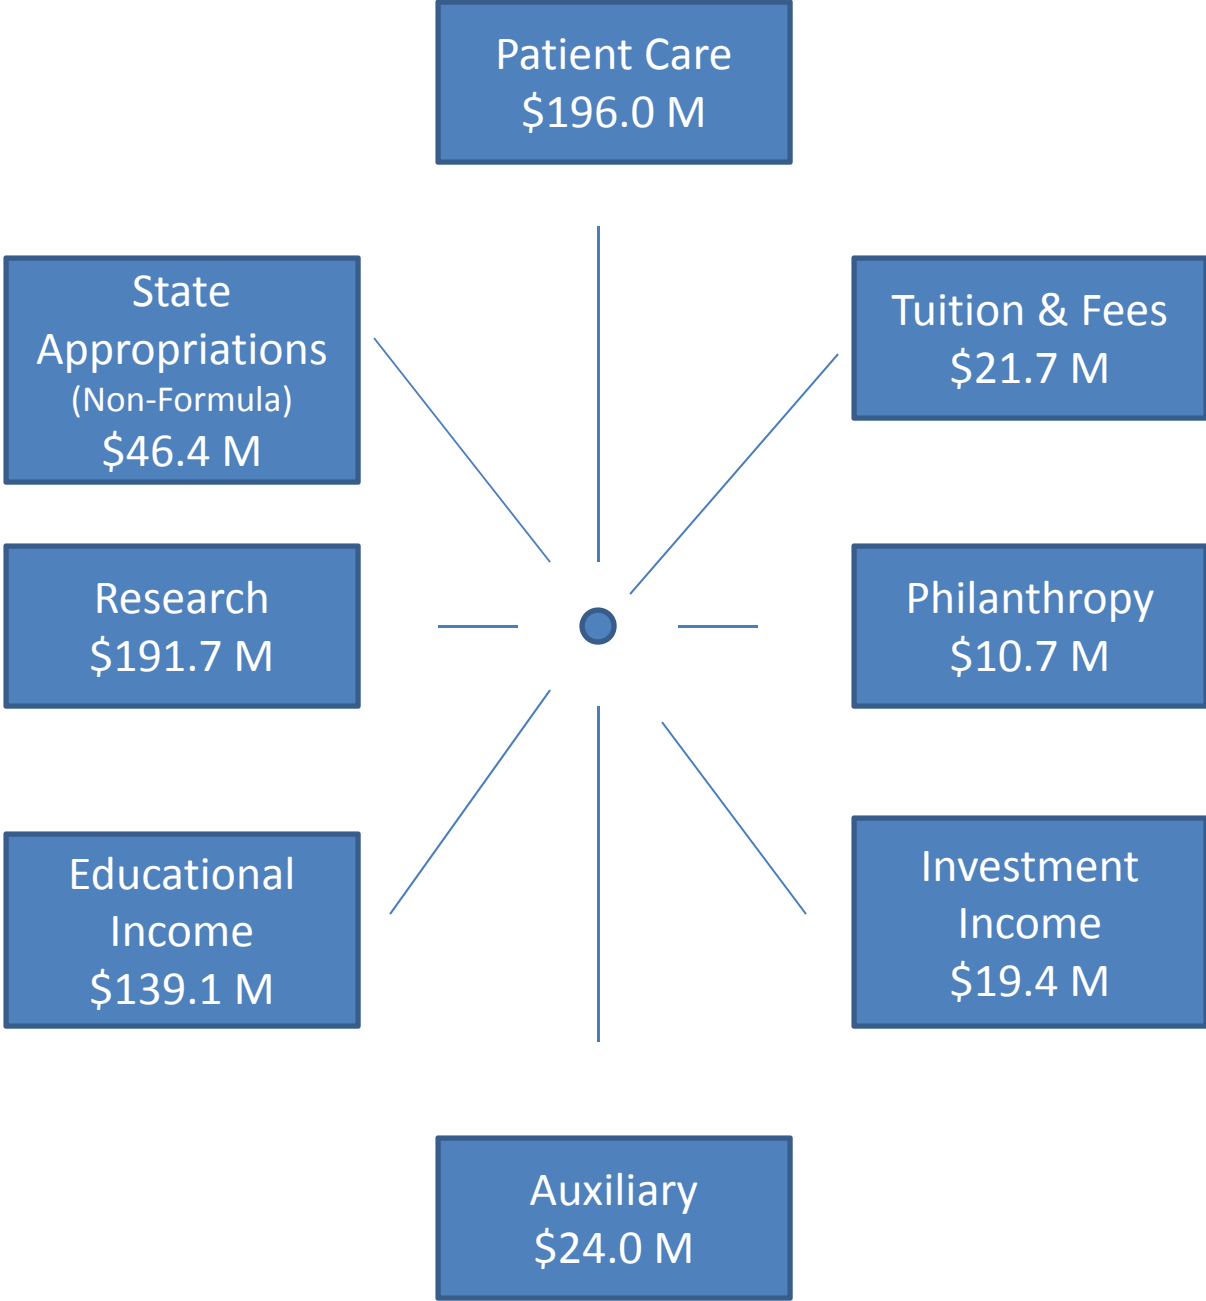 Patient Care
$196.0 M
State
Appropriations
(Non-Formula)
$46.4 M
Tuition & Fees
$21.7 M
Research
$191.7 M
Philanthropy
$10.7 M
Educational
Income
$139.1 M
Investment
Income
$19.4 M
Auxiliary
$24.0 M